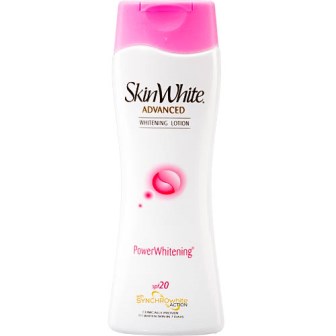 SkinWhite.
ADVANCED
WHITENING LOTION
PowerWhitening
SPF20
SYNCHROWHITE
ACTION